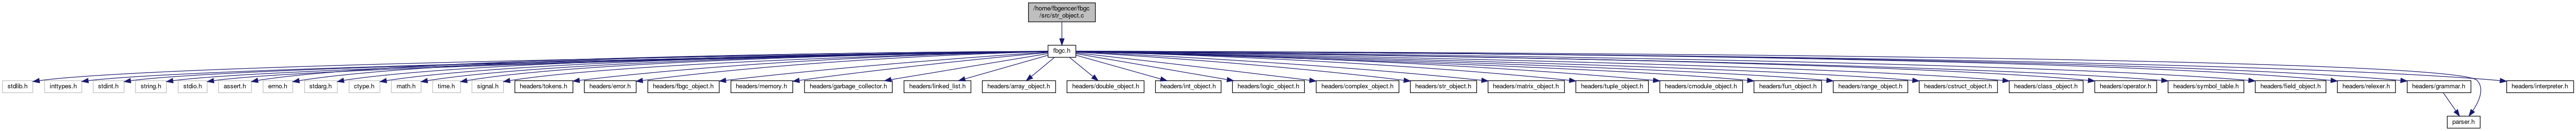 /home/fbgencer/fbgc
/src/str_object.c
fbgc.h
stdlib.h
inttypes.h
stdint.h
string.h
stdio.h
assert.h
errno.h
stdarg.h
ctype.h
math.h
time.h
signal.h
headers/tokens.h
headers/error.h
headers/fbgc_object.h
headers/memory.h
headers/garbage_collector.h
headers/linked_list.h
headers/array_object.h
headers/double_object.h
headers/int_object.h
headers/logic_object.h
headers/complex_object.h
headers/str_object.h
headers/matrix_object.h
headers/tuple_object.h
headers/cmodule_object.h
headers/fun_object.h
headers/range_object.h
headers/cstruct_object.h
headers/class_object.h
headers/operator.h
headers/symbol_table.h
headers/field_object.h
headers/relexer.h
headers/grammar.h
headers/interpreter.h
parser.h